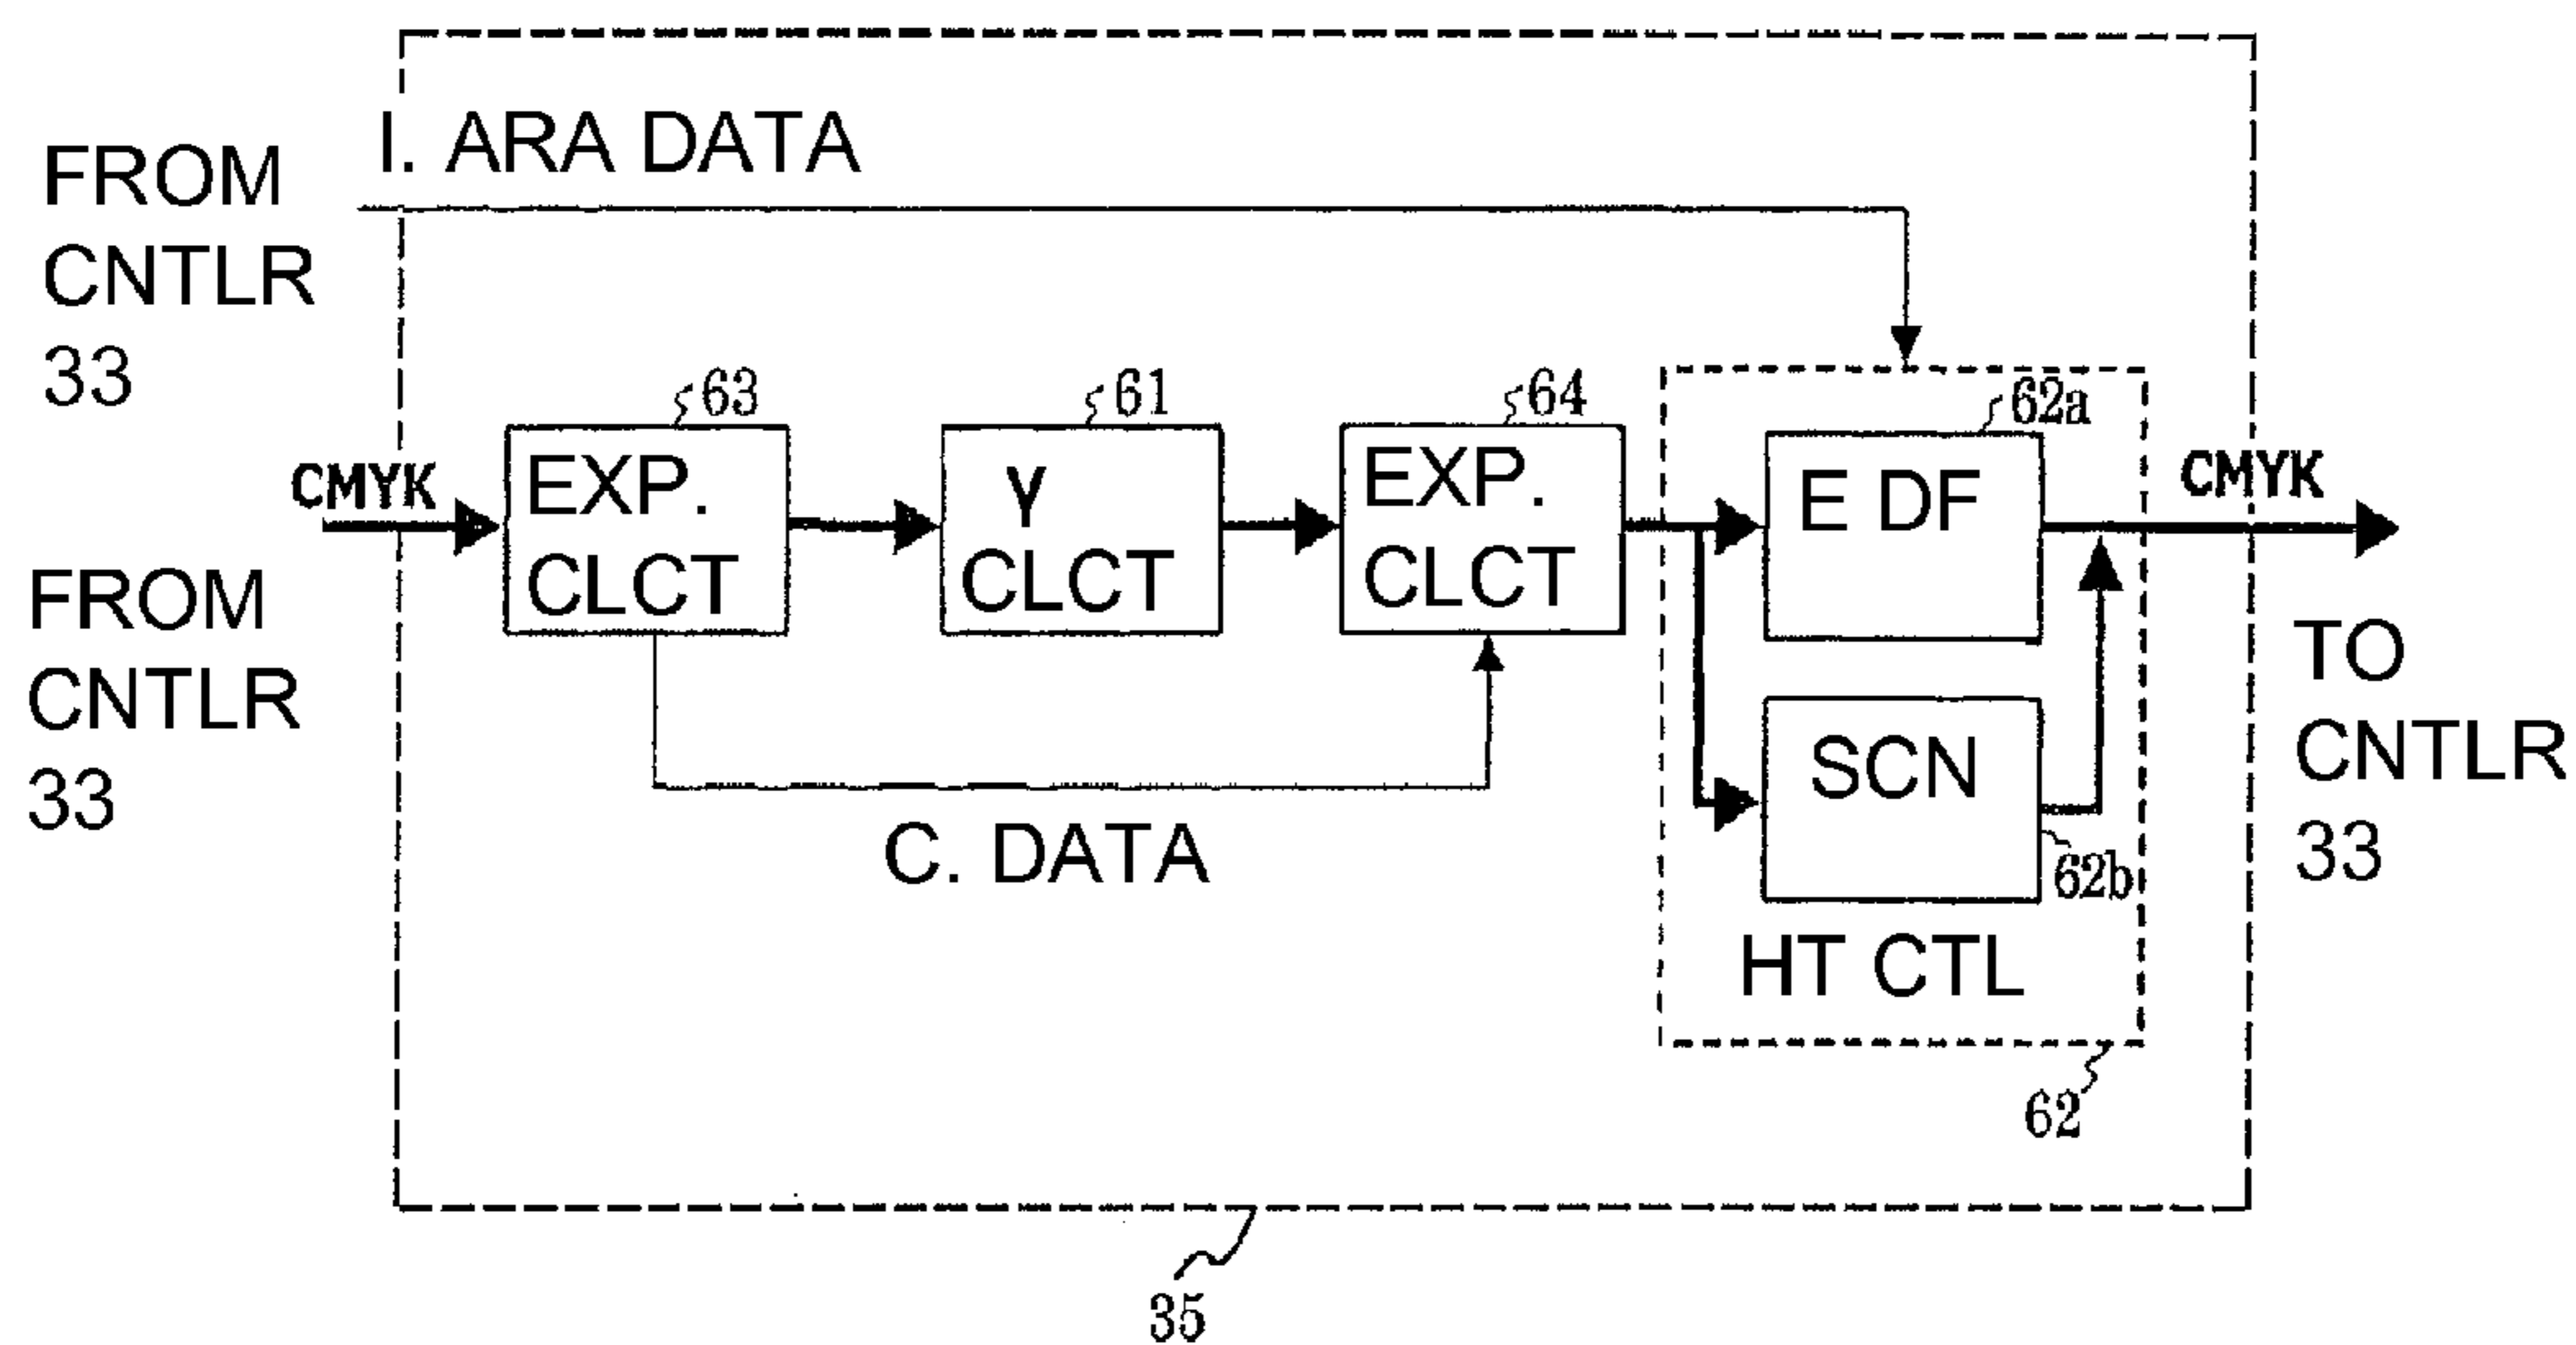 I. ARA DATA
FROM
CNTLR
33
63
61
64
62a
CMYK
EXP.
CLCT
γ
CLCT
EXP.
CLCT
E DF
CMYK
FROM
CNTLR
33
TO
CNTLR
33
SCN
62b
C. DATA
HT CTL
62
35